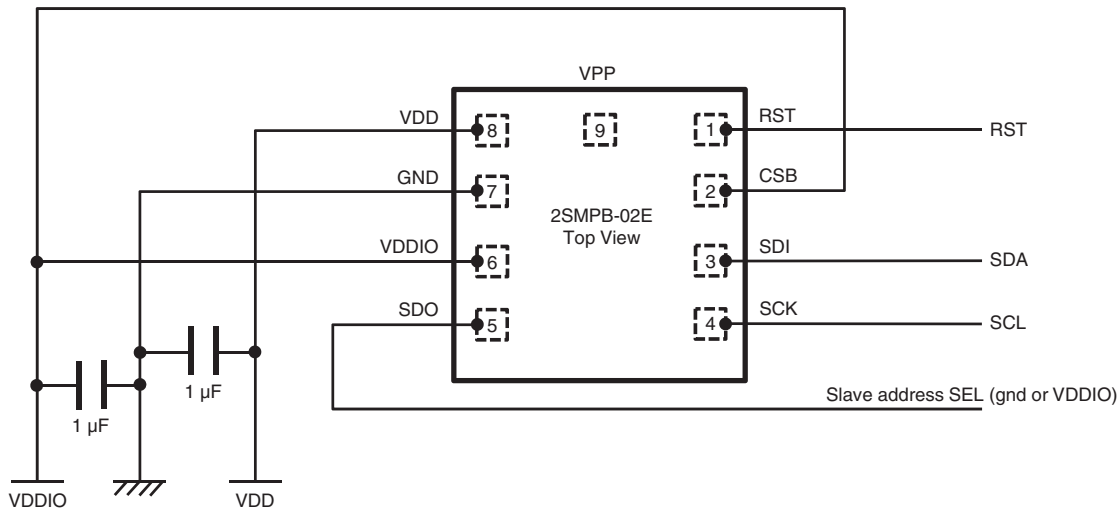 VPP
VDD
8
9
1
RST
RST
GND
7
2
CSB
2SMPB-02E
Top View
VDDIO
6
3
SDI
SDA
SDO
5
4
SCK
SCL
1 µF
1 µF
Slave address SEL (gnd or VDDIO)
VDDIO
VDD